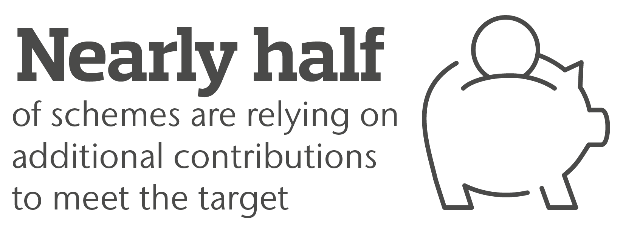 Nearly half
of schemes are relying on
additional contributions
to meet the target